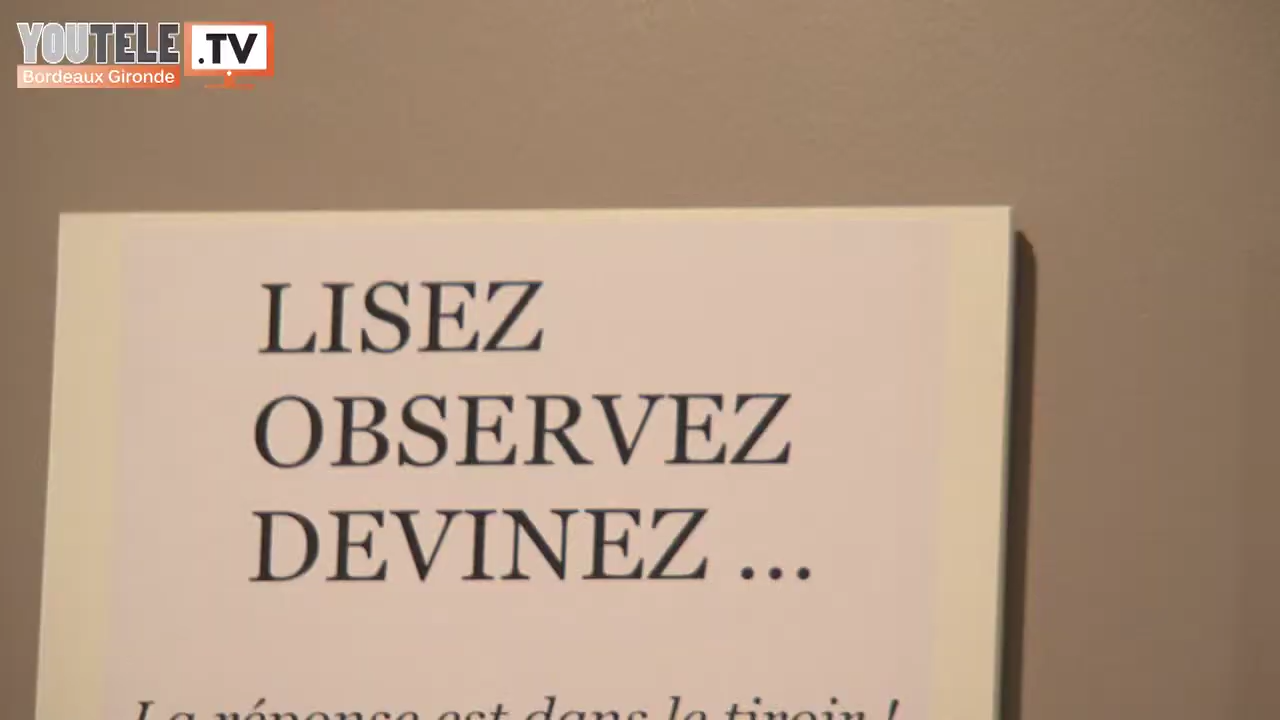 YOUTELE .TV
Bordeaux Gironde
LISEZ
OBSERVEZ
DEVINEZ ...
La réponse est dans le tiroir !